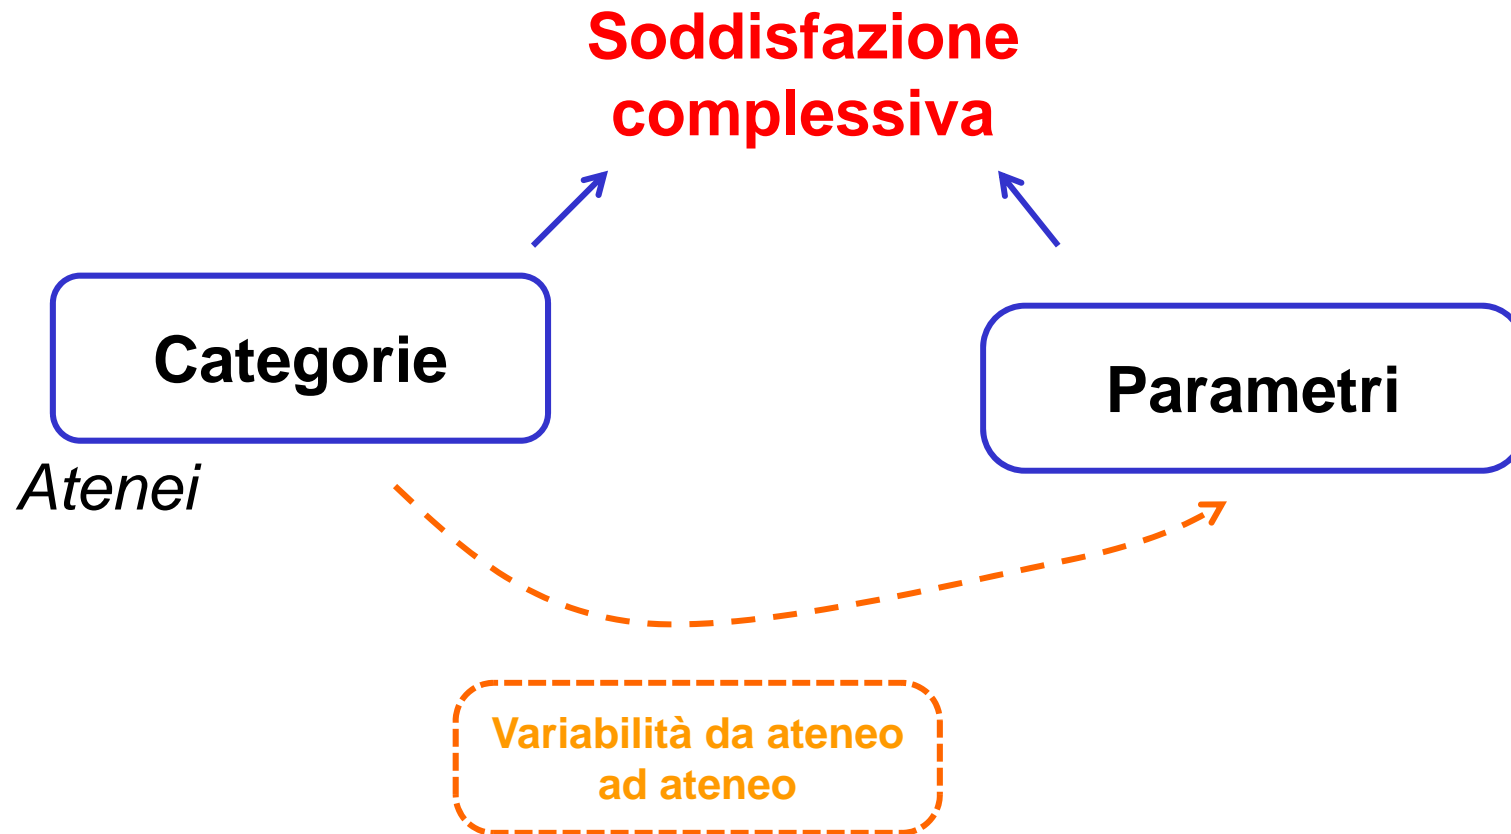 Soddisfazione
complessiva
Categorie
Parametri
Atenei
Variabilità da ateneo
ad ateneo